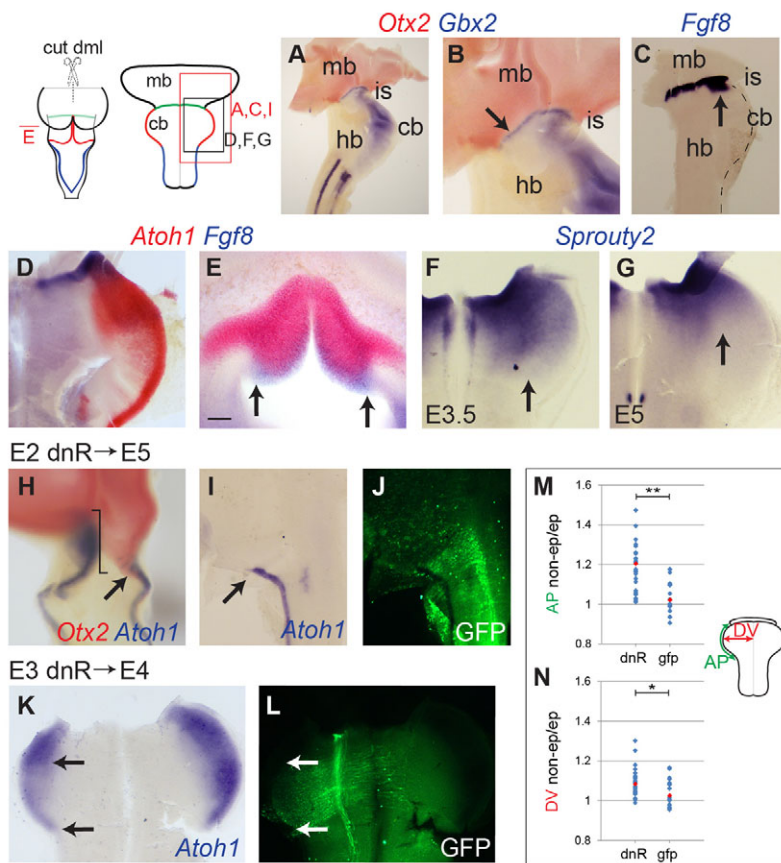 Otx2 Gbx2
Fgf8
cut dml
mb
cb
E
A,C,I
D,F,G
A
mb
is
hb
cb
B
mb
is
hb
C
mb
is
cb
hb
Atoh1 Fgf8
Sprouty2
D
E
F
E3.5
G
E5
E2 dnR→E5
H
Otx2 Atoh1
I
Atoh1
J
GFP
E3 dnR→E4
K
Atoh1
L
GFP
M
AP non-ep/ep
1.6
1.4
1.2
1
0.8
**
dnR gfp
DV
AP
N
DV non-ep/ep
1.6
1.4
1.2
1
0.8
*
dnR gfp